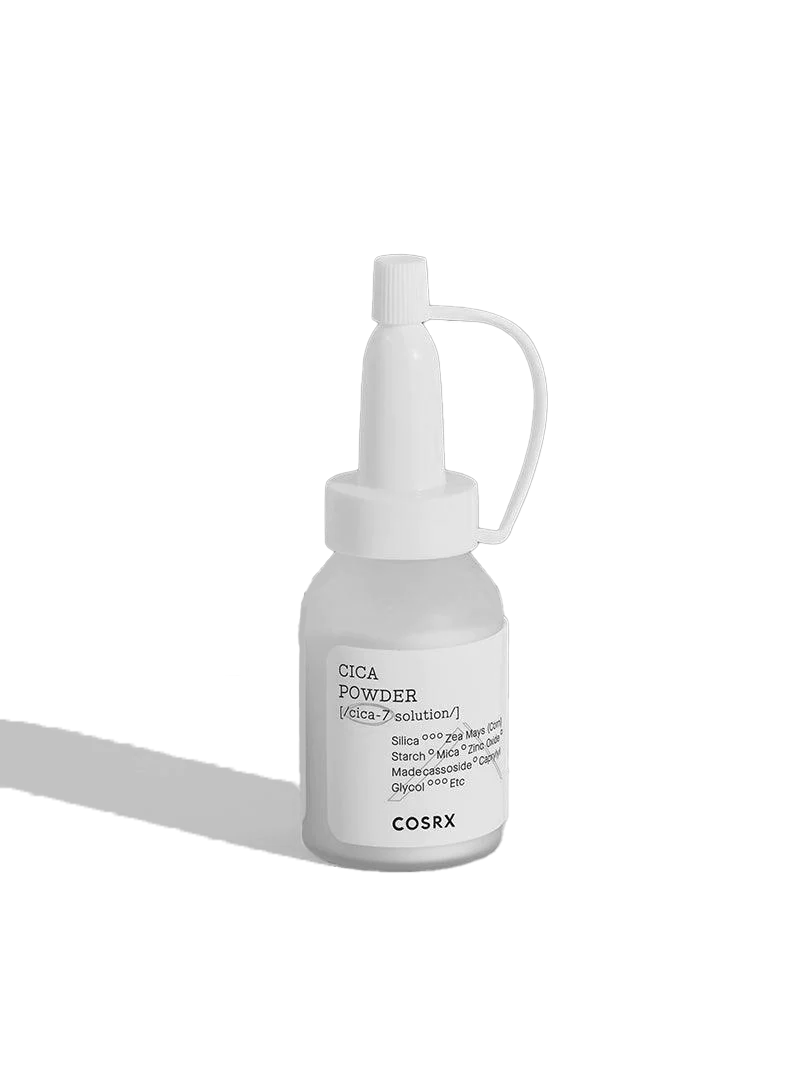 CICA
POWDER
[/cica-7 solution/]
Silica °°° Zea Mays (Corn)
Starch ° Mica ° Zinc Oxide °
Madecassoside ° Caprylyl
Glycol °°° Etc
COSRX